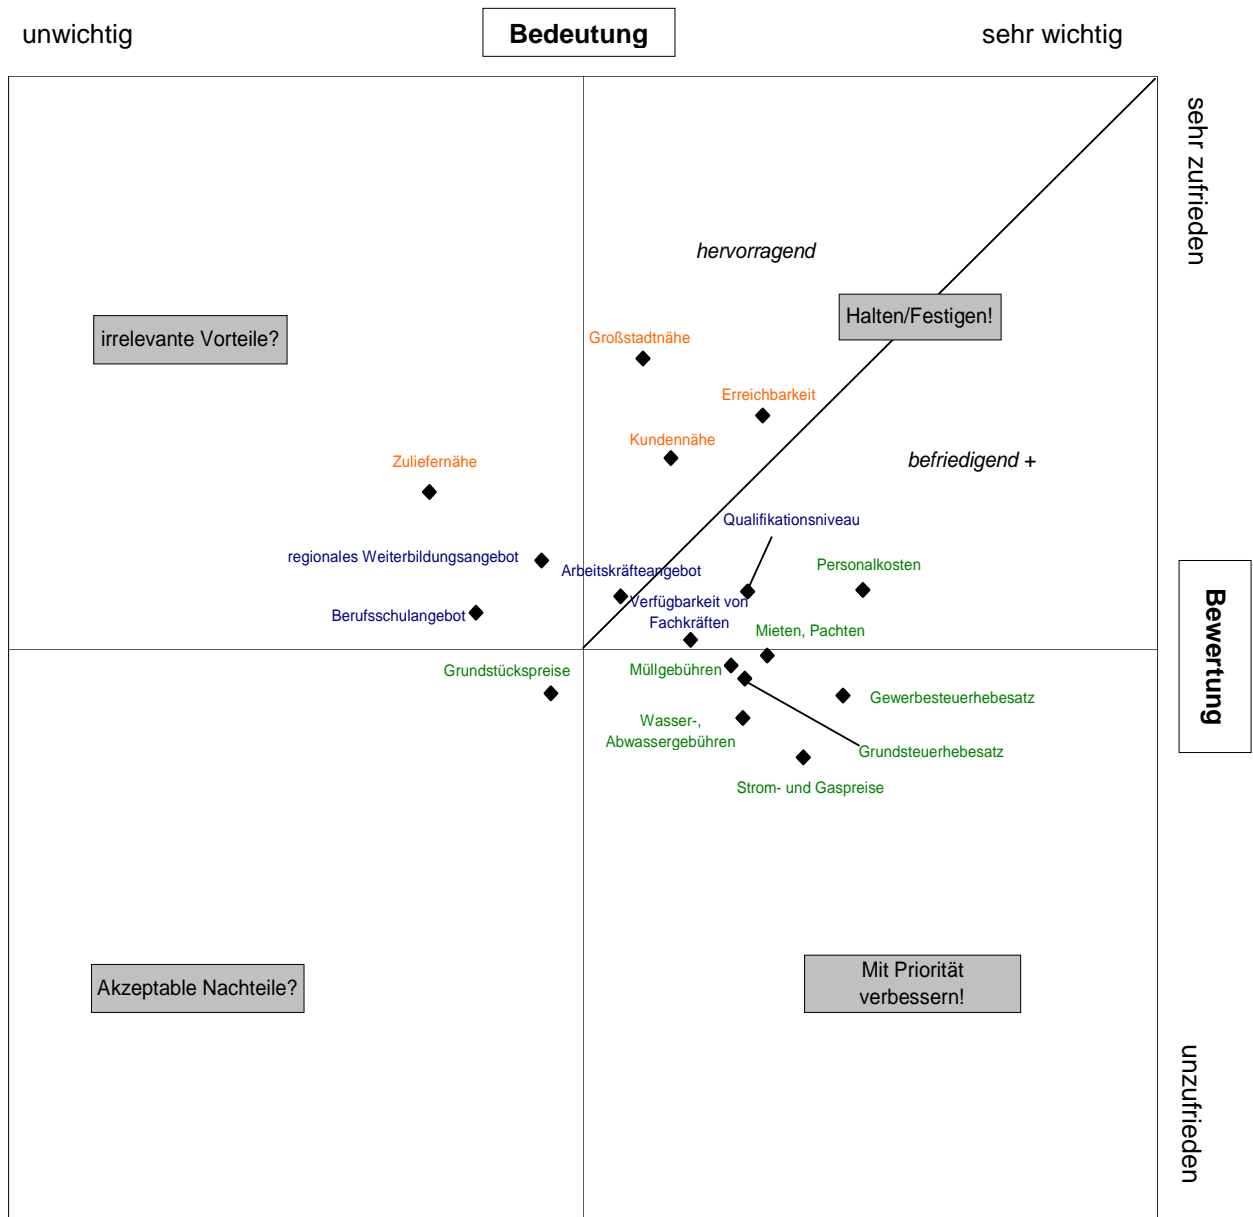 unwichtig
Bedeutung
sehr wichtig
sehr zufrieden
hervorragend
Halten/Festigen!
irrelevante Vorteile?
Großstadtnähe
Erreichbarkeit
Kundennähe
befriedigend +
Zuliefernähe
Qualifikationsniveau
regionales Weiterbildungsangebot
Arbeitskräfteangebot
Personalkosten
Verfügbarkeit von
Fachkräften
Berufsschulangebot
Mieten, Pachten
Bewertung
Grundstückspreise
Müllgebühren
Gewerbesteuerhebesatz
Wasser-,
Abwassergebühren
Grundsteuerhebesatz
Strom- und Gaspreise
Akzeptable Nachteile?
Mit Priorität
verbessern!
unzufrieden